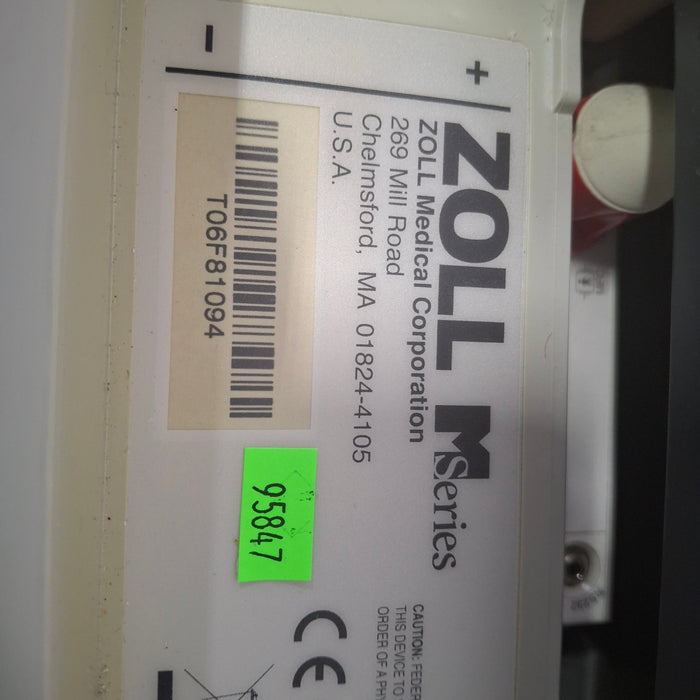 +
−
ZOLL M Series
ZOLL Medical Corporation
269 Mill Road
Chelmsford, MA 01824-4105
U.S.A.
T06F81094
95847
CAUTION: FEDER
THIS DEVICE TO
ORDER OF A PH
CE